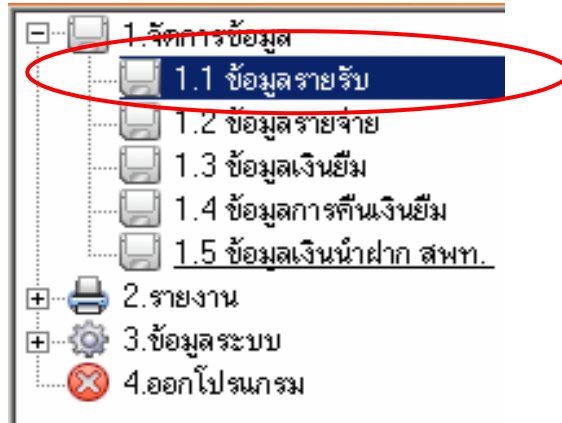 1.จัดการข้อมูล
1.1 ข้อมูลรายรับ
1.2 ข้อมูลรายจ่าย
1.3 ข้อมูลเงินยืม
1.4 ข้อมูลการคืนเงินยืม
1.5 ข้อมูลเงินนำฝาก สพท.
2.รายงาน
3.ข้อมูลระบบ
4.ออกโปรแกรม